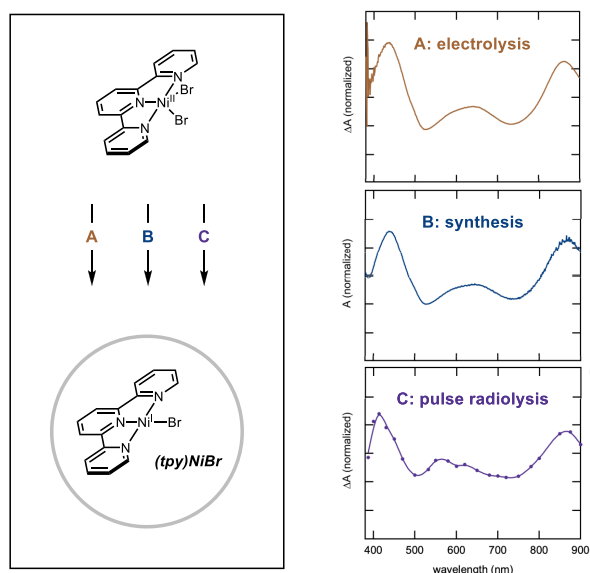 N
Br
Ni
II
N
Br
N
A
B
C
N
N
Ni
I
Br
N
(tpy)NiBr
A: electrolysis
ΔA (normalized)
B: synthesis
A (normalized)
C: pulse radiolysis
ΔA (normalized)
400 500 600 700 800 900
wavelength (nm)